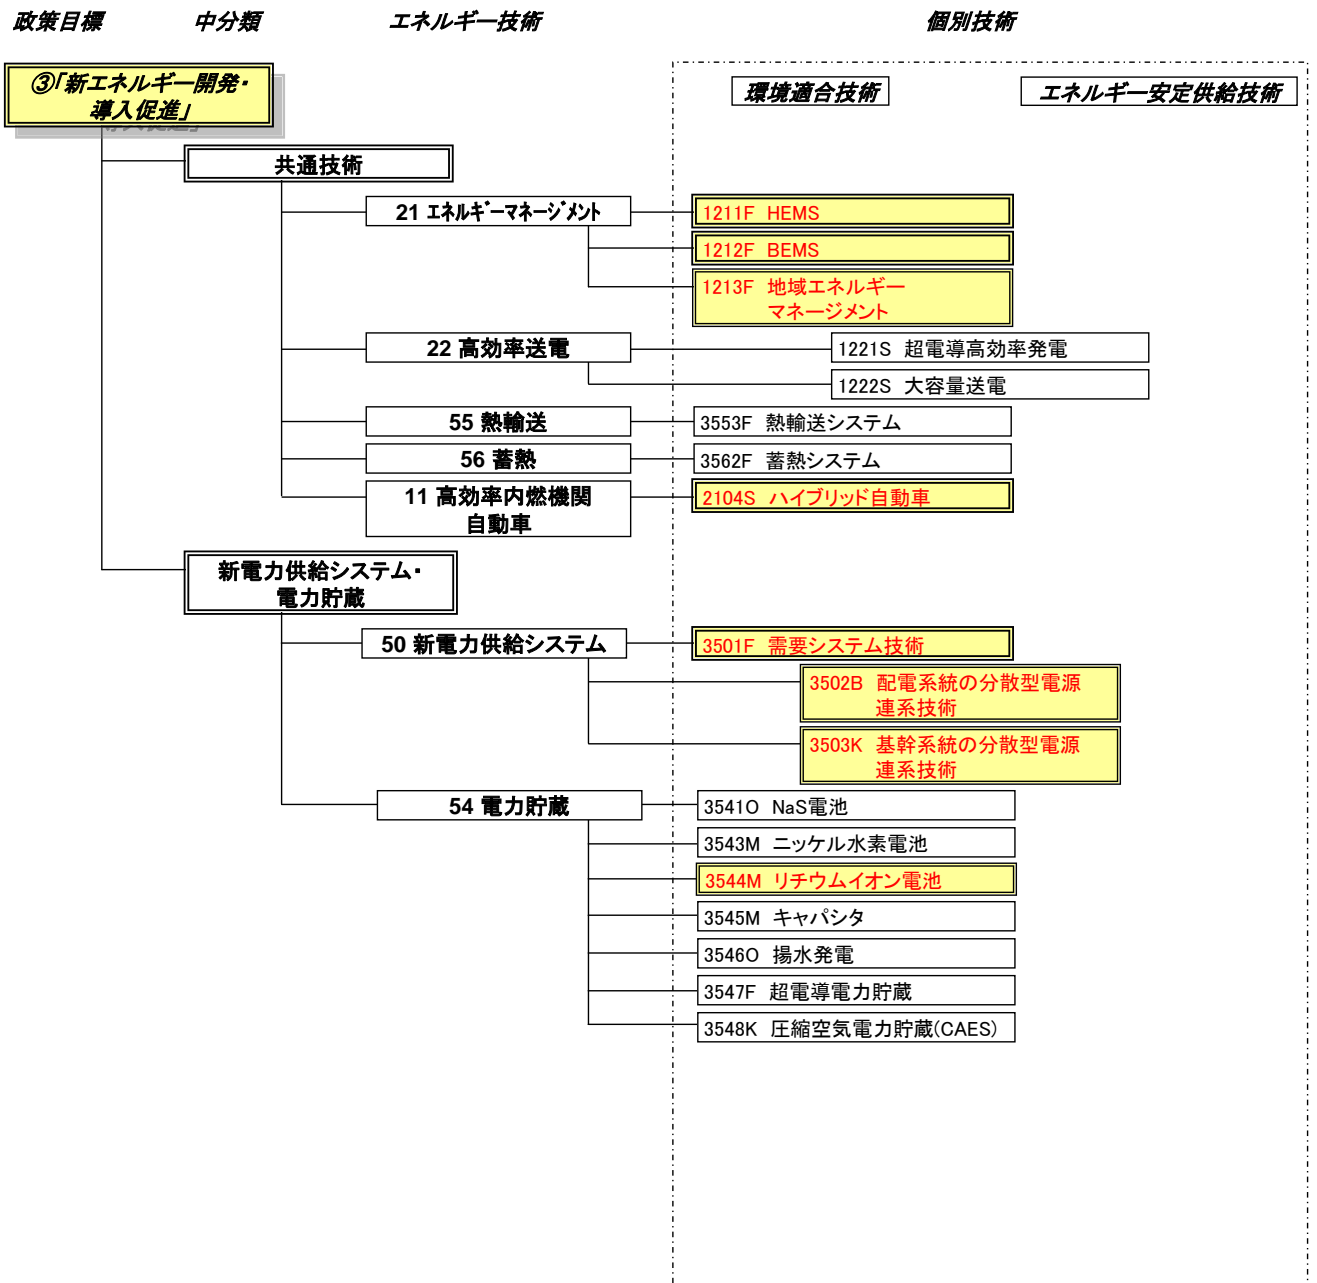 政策目標 中分類 エネルギー技術 個別技術
③「新エネルギー開発・
導入促進」
環境適合技術 エネルギー安定供給技術
共通技術
21 エネルギーマネージメント
1211F HEMS
1212F BEMS
1213F 地域エネルギー
マネージメント
22 高効率送電
1221S 超電導高効率発電
1222S 大容量送電
55 熱輸送
3553F 熱輸送システム
56 蓄熱
3562F 蓄熱システム
11 高効率内燃機関
自動車
2104S ハイブリッド自動車
新電力供給システム・
電力貯蔵
50 新電力供給システム
3501F 需要システム技術
3502B 配電系統の分散型電源
連系技術
3503K 基幹系統の分散型電源
連系技術
54 電力貯蔵
3541O NaS電池
3543M ニッケル水素電池
3544M リチウムイオン電池
3545M キャパシタ
3546O 揚水発電
3547F 超電導電力貯蔵
3548K 圧縮空気電力貯蔵(CAES)